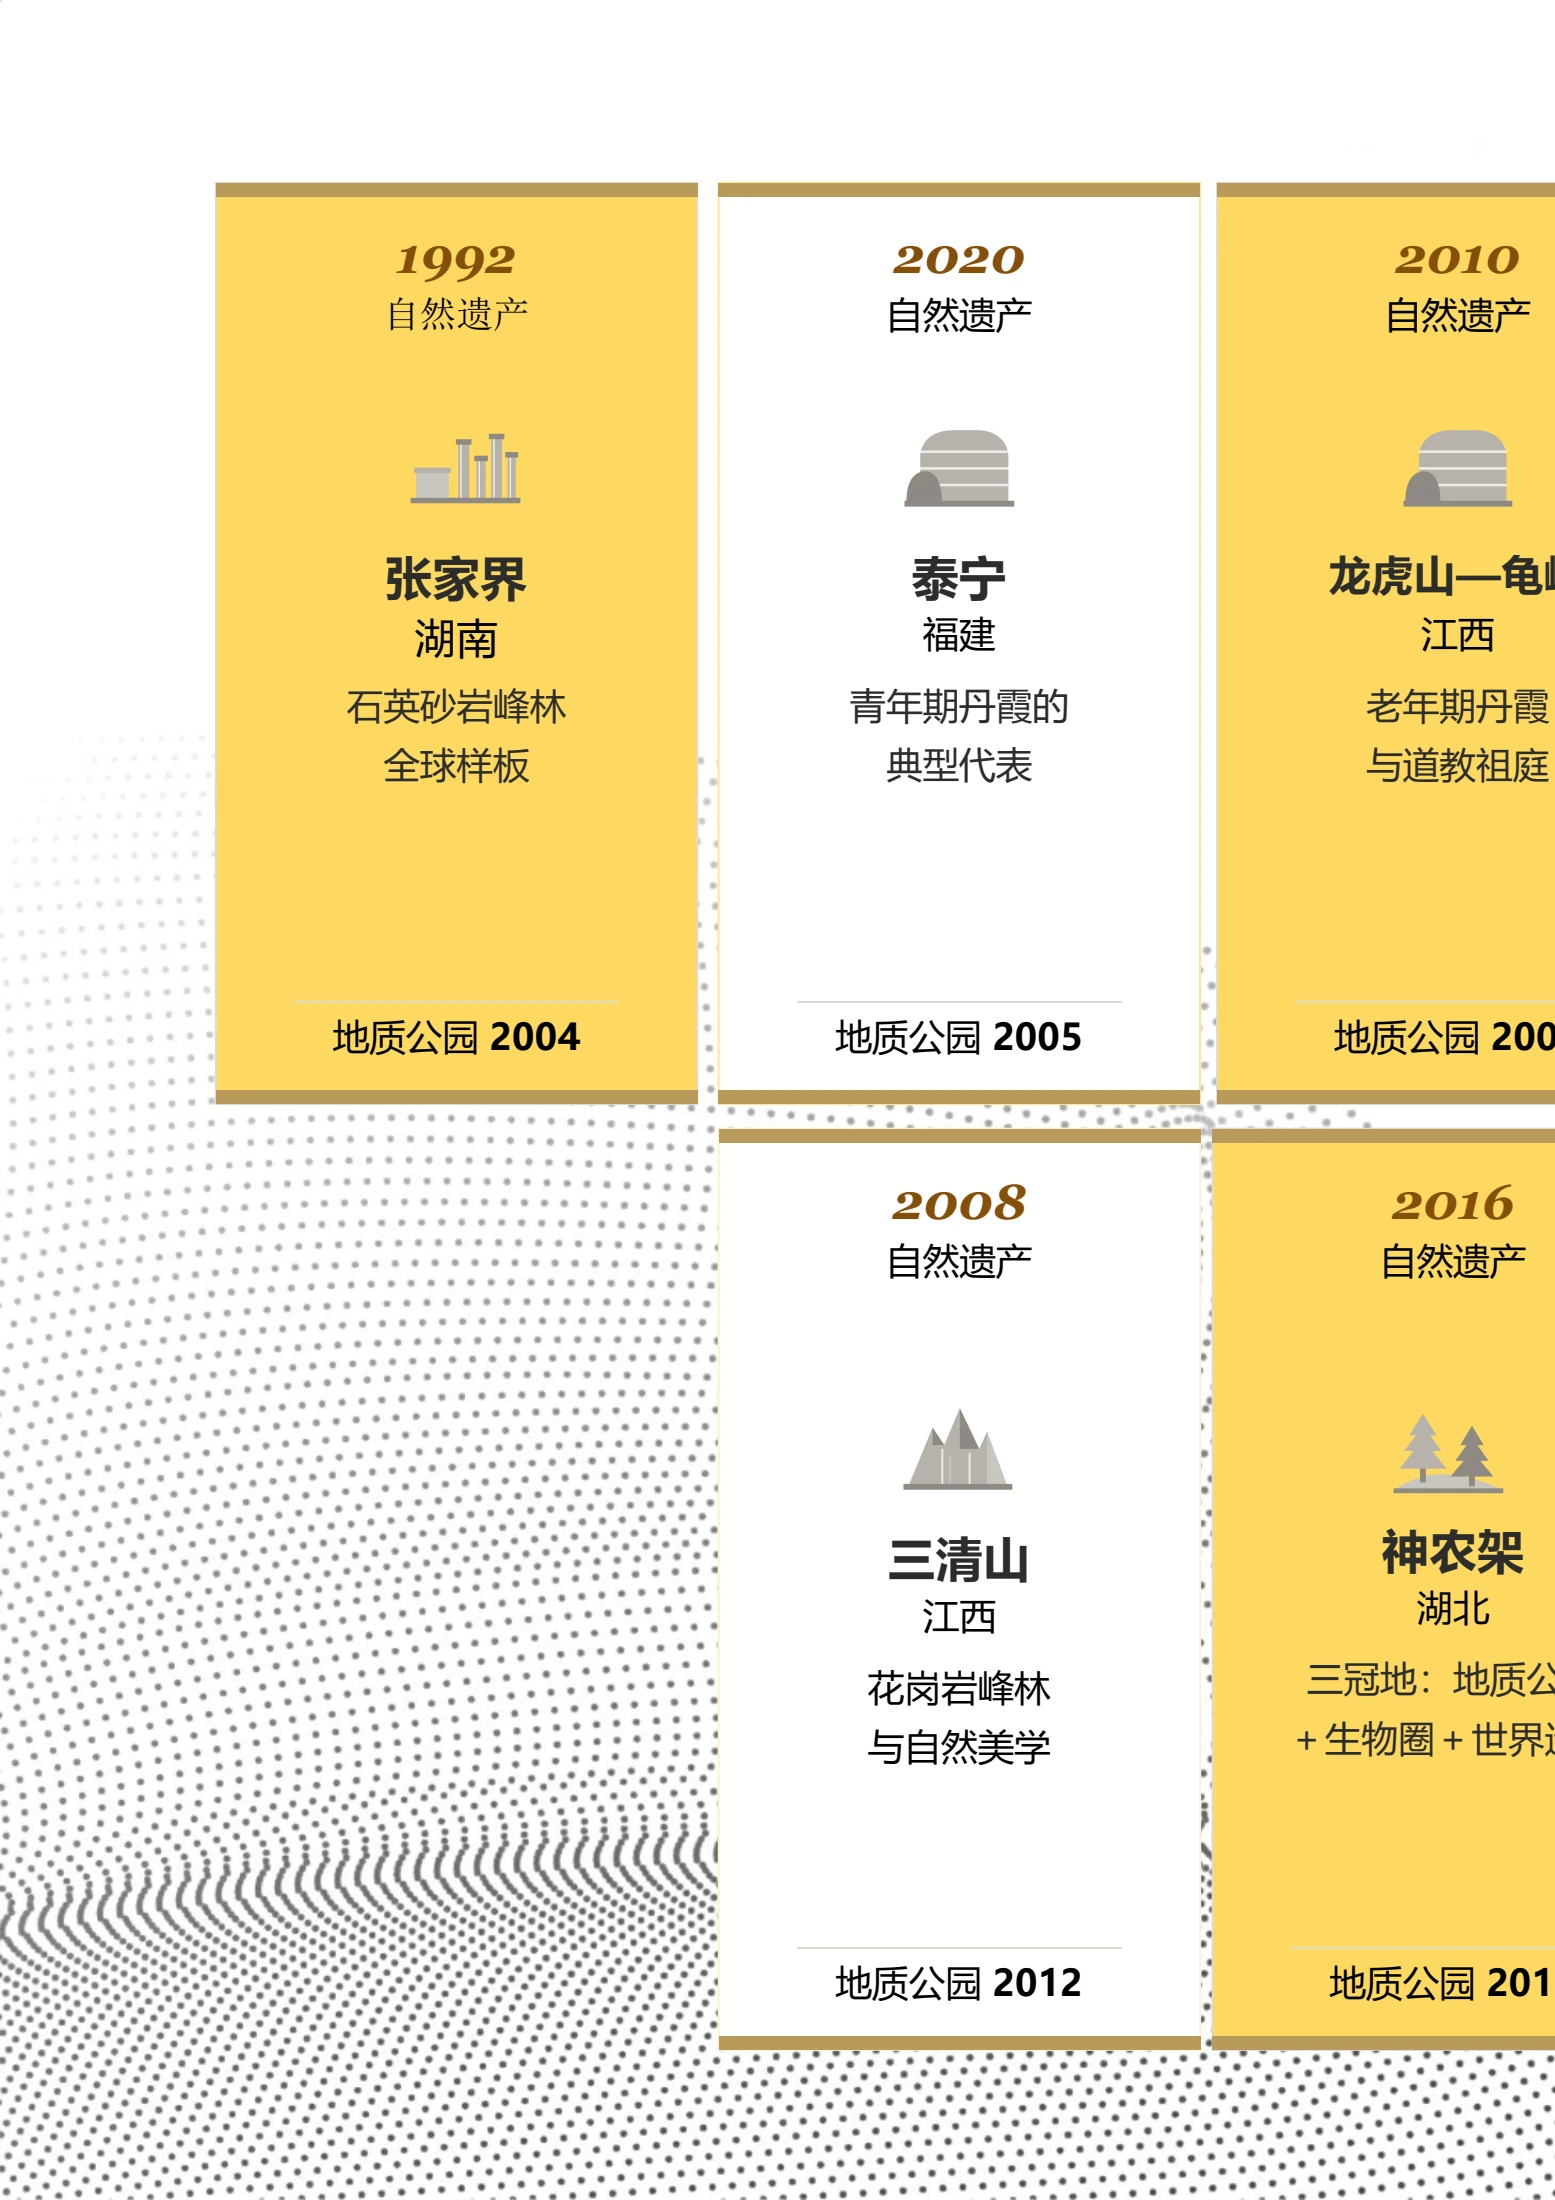 1992
自然遗产
张家界
湖南
石英砂岩峰林
全球样板
地质公园 2004
2020
自然遗产
泰宁
福建
青年期丹霞的
典型代表
地质公园 2005
2010
自然遗产
龙虎山—龟
江西
老年期丹霞
与道教祖庭
地质公园 200
2008
自然遗产
三清山
江西
花岗岩峰林
与自然美学
地质公园 2012
2016
自然遗产
神农架
湖北
三冠地：地质公
+ 生物圈 + 世界
地质公园 201